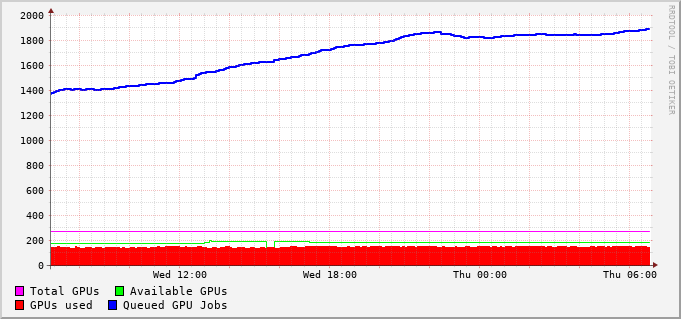 2000
1800
1600
1400
1200
1000
800
600
400
200
0
Wed 12:00 Wed 18:00 Thu 00:00 Thu 06:00
Total GPUs Available GPUs
GPUs used Queued GPU Jobs
RRDTOOL / TOBI OETIKER